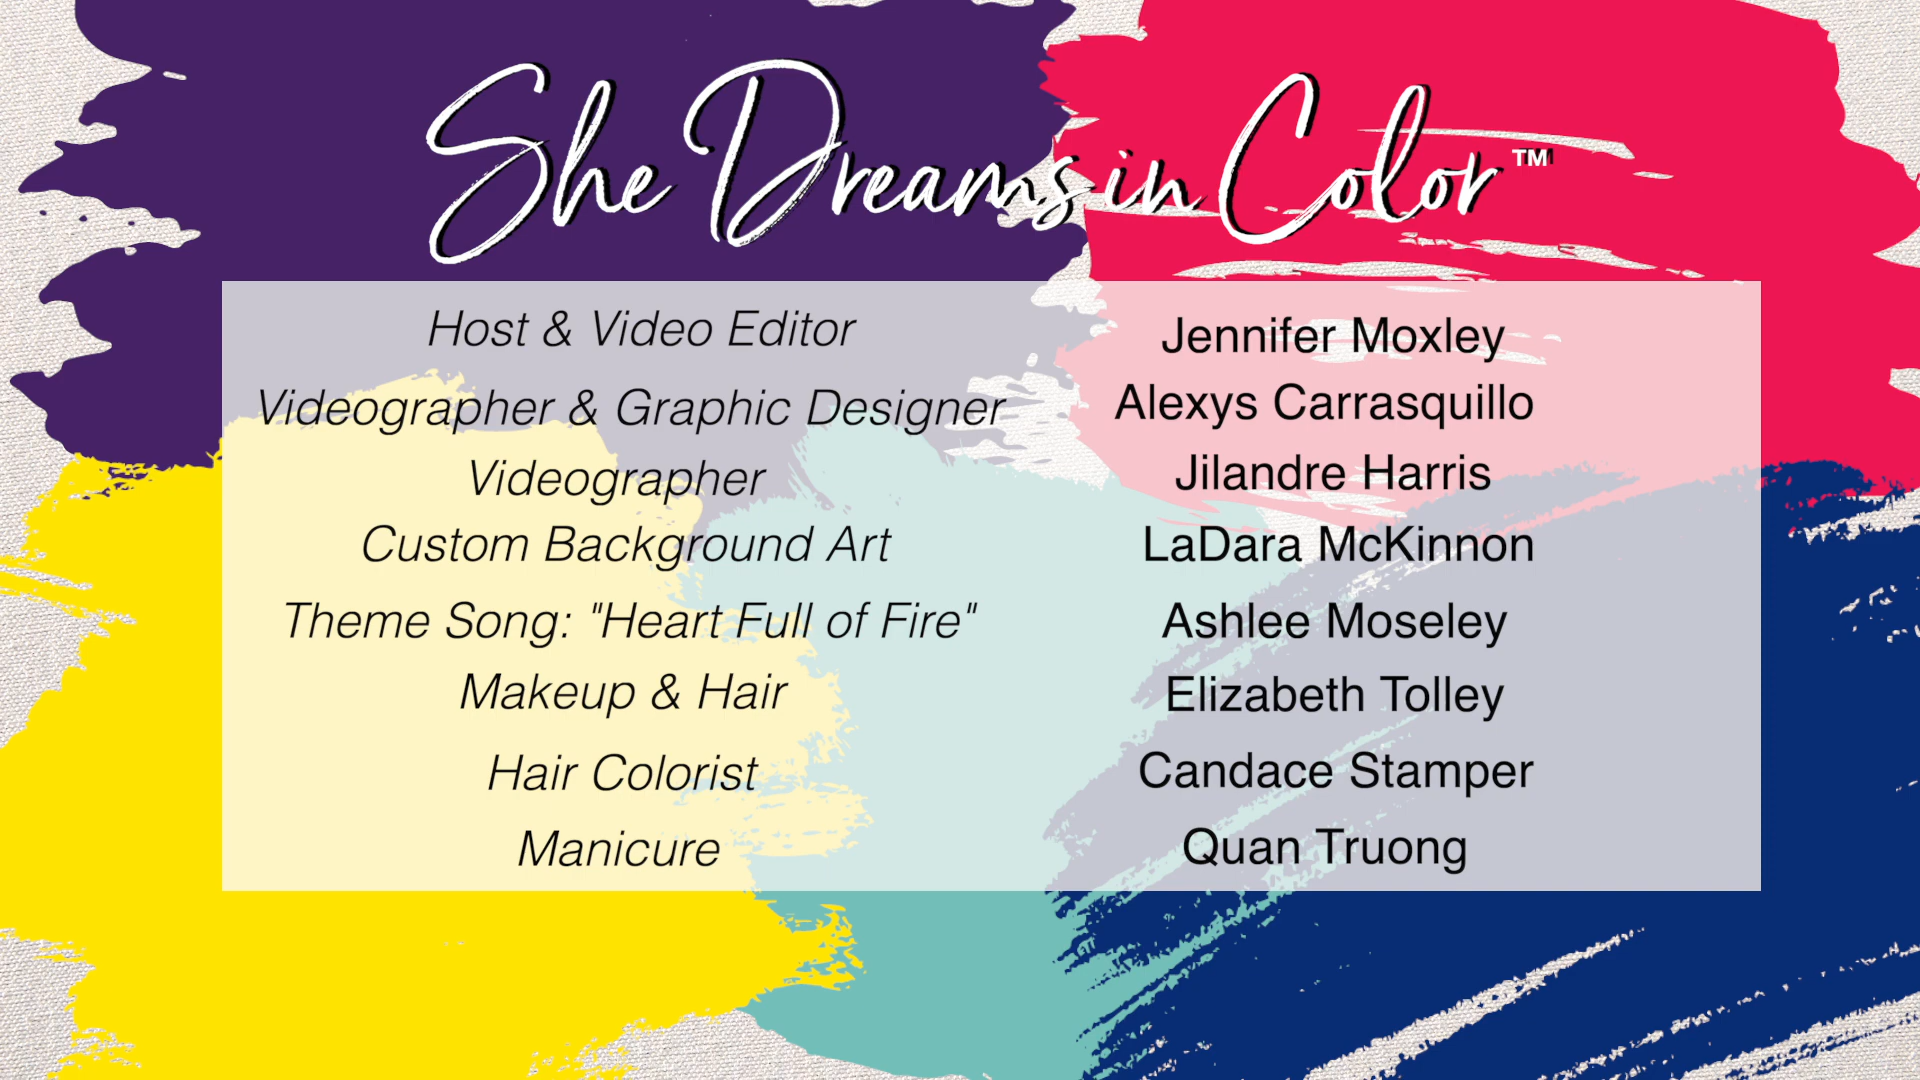 She Dreams in Color™
Host & Video Editor Jennifer Moxley
Videographer & Graphic Designer Alexys Carrasquillo
Videographer Jilandre Harris
Custom Background Art LaDara McKinnon
Theme Song: "Heart Full of Fire" Ashlee Moseley
Makeup & Hair Elizabeth Tolley
Hair Colorist Candace Stamper
Manicure Quan Truong